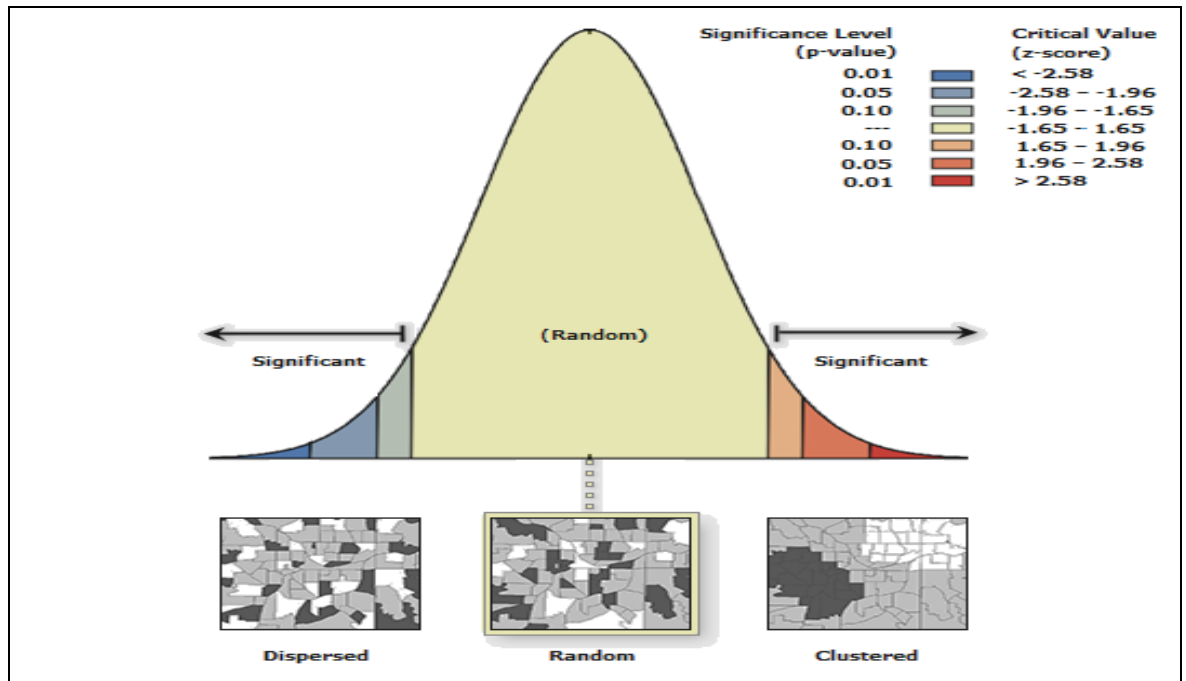 Significance Level Critical Value
(p-value) (z-score)
0.01 < -2.58
0.05 -2.58 – -1.96
0.10 -1.96 – -1.65
--- -1.65 – 1.65
0.10 1.65 – 1.96
0.05 1.96 – 2.58
0.01 > 2.58
(Random)
Significant Significant
Dispersed Random Clustered